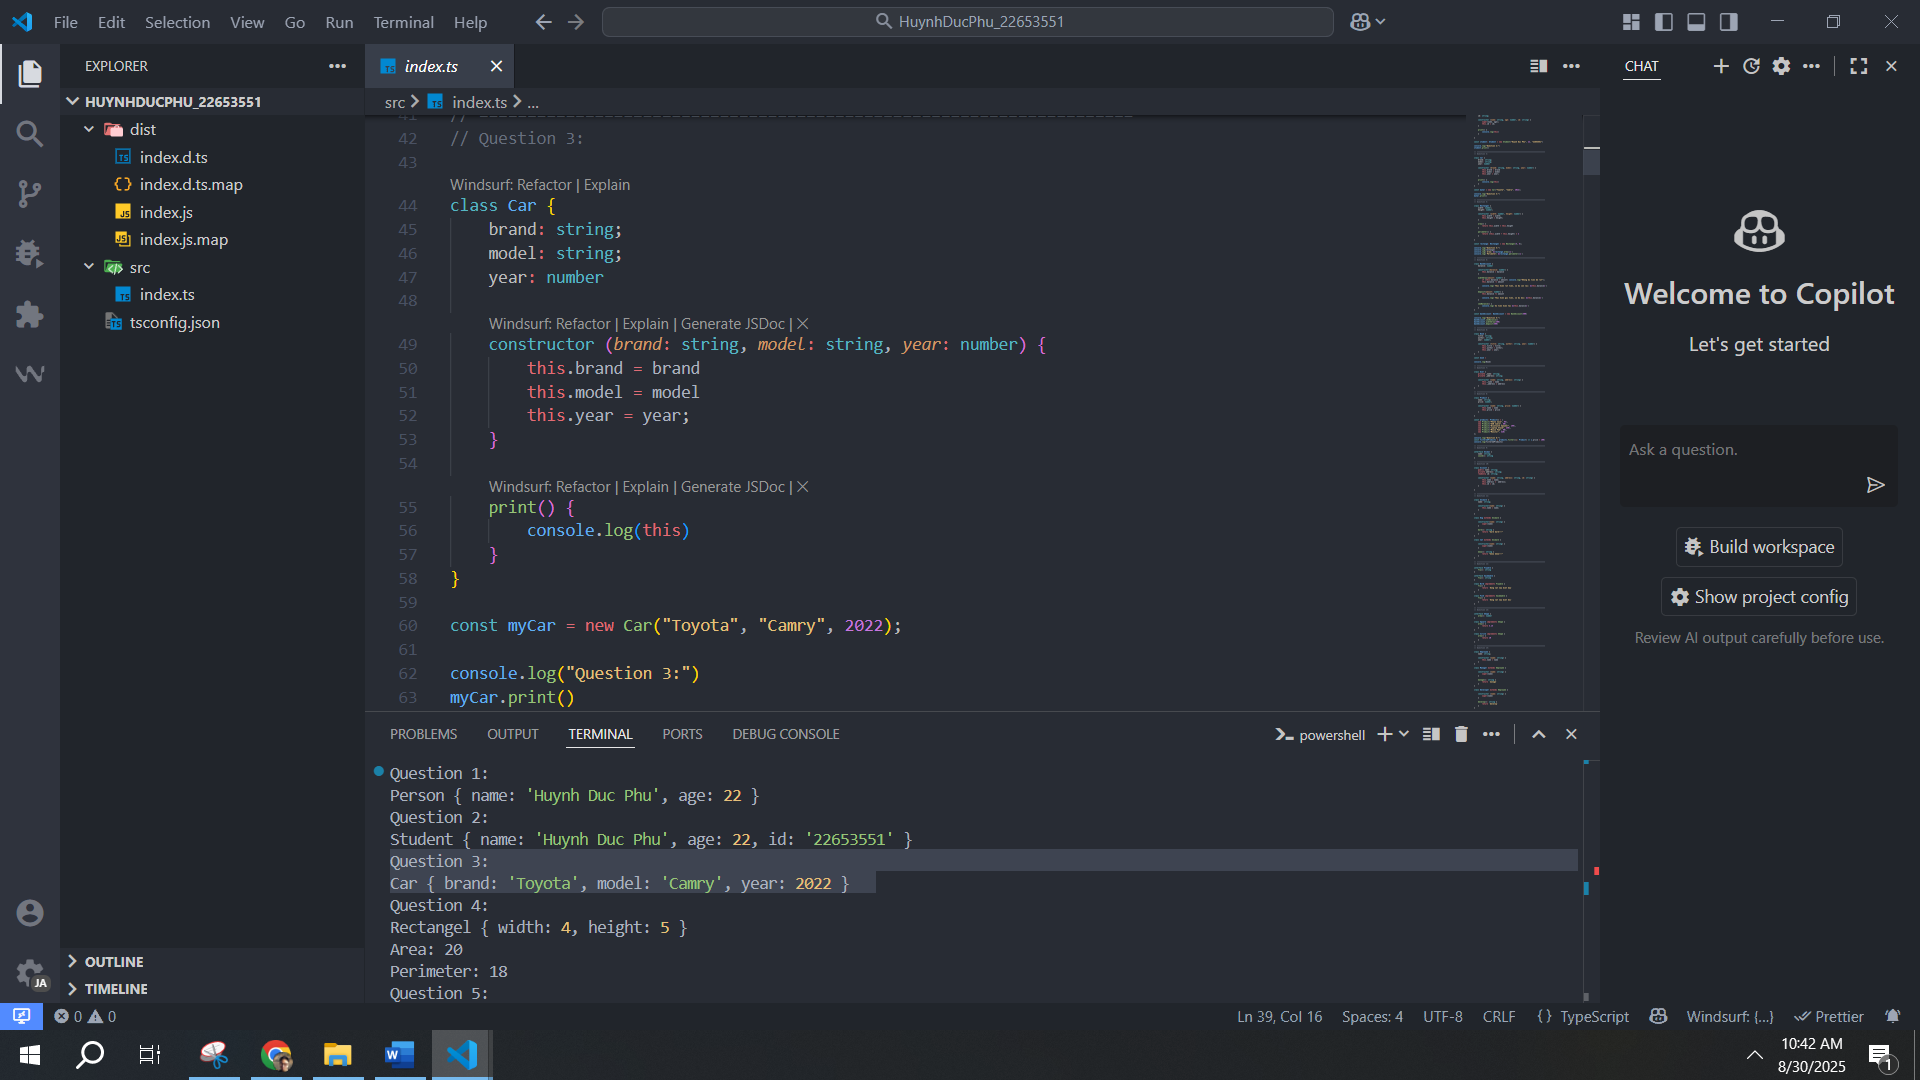 File Edit Selection View Go Run Terminal Help
HuynhDucPhu_22653551
EXPLORER
HUYNHDUCPHU_22653551
dist
index.d.ts
index.d.ts.map
index.js
index.js.map
src
index.ts
tsconfig.json
OUTLINE
TIMELINE
index.ts
src > index.ts > ...
42 // Question 3:
43
Windsurf: Refactor | Explain
44 class Car {
45 brand: string;
46 model: string;
47 year: number
48
Windsurf: Refactor | Explain | Generate JSDoc | X
49 constructor (brand: string, model: string, year: number) {
50 this.brand = brand
51 this.model = model
52 this.year = year;
53 }
54
Windsurf: Refactor | Explain | Generate JSDoc | X
55 print() {
56 console.log(this)
57 }
58 }
59
60 const myCar = new Car("Toyota", "Camry", 2022);
61
62 console.log("Question 3:")
63 myCar.print()
PROBLEMS OUTPUT TERMINAL PORTS DEBUG CONSOLE
powershell
Question 1:
Person { name: 'Huynh Duc Phu', age: 22 }
Question 2:
Student { name: 'Huynh Duc Phu', age: 22, id: '22653551' }
Question 3:
Car { brand: 'Toyota', model: 'Camry', year: 2022 }
Question 4:
Rectangel { width: 4, height: 5 }
Area: 20
Perimeter: 18
Question 5:
CHAT
Welcome to Copilot
Let's get started
Ask a question.
Build workspace
Show project config
Review AI output carefully before use.
JA
0 0
Ln 39, Col 16 Spaces: 4 UTF-8 CRLF {} TypeScript Windsurf: {...} Prettier
10:42 AM
8/30/2025
1